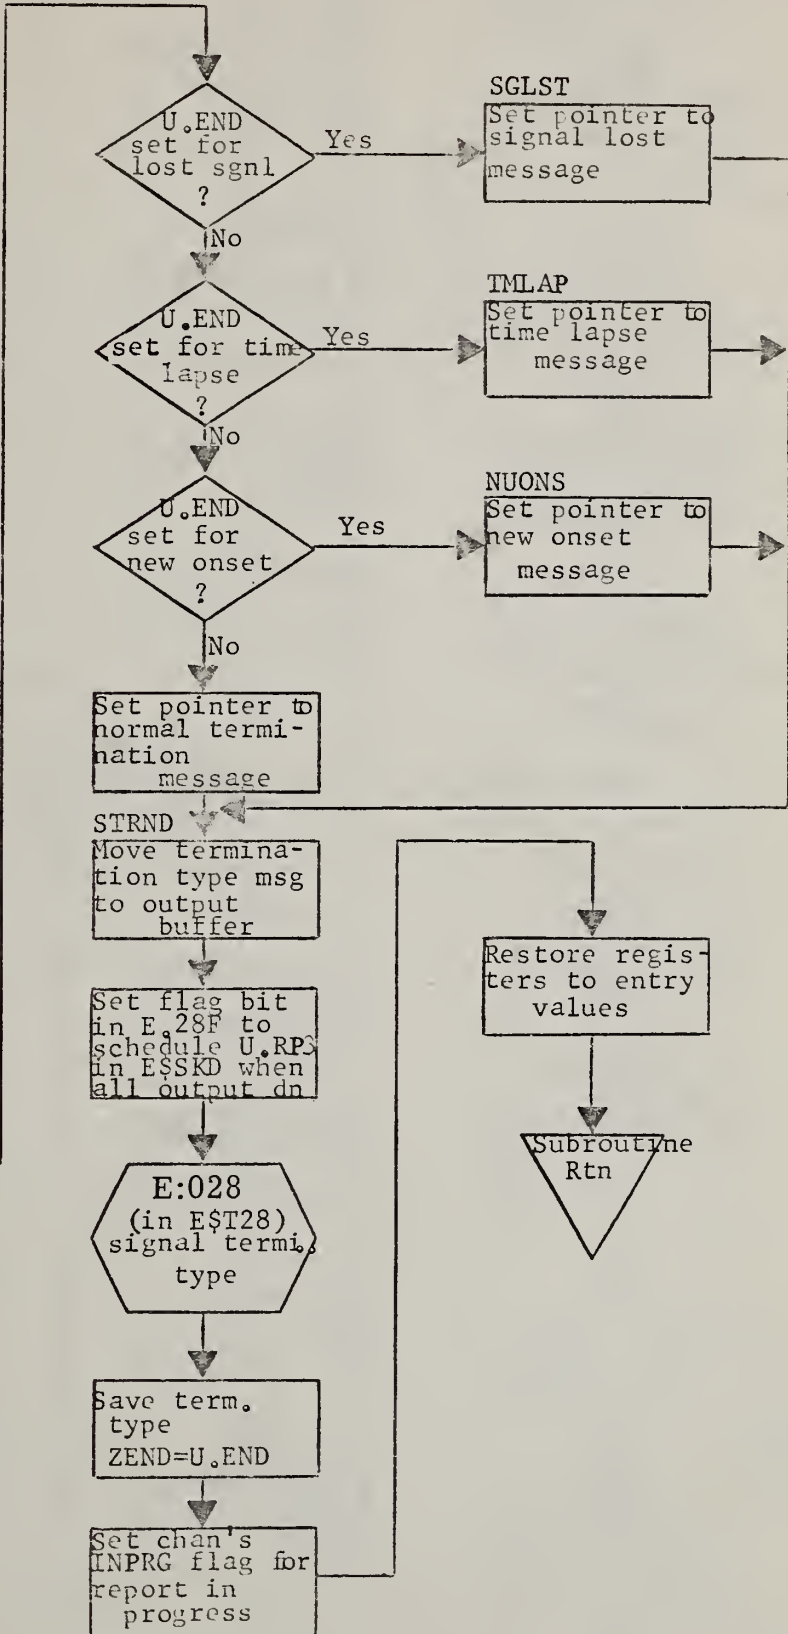 U.END
set for
lost sgnl
?
Yes
No
SGLST
Set pointer to
signal lost
message
U.END
set for time
lapse
?
Yes
No
TMLAP
Set pointer to
time lapse
message
U.END
set for
new onset
?
Yes
No
NUONS
Set pointer to
new onset
message
Set pointer to
normal termi-
nation
message
STRND
Move termina-
tion type msg
to output
buffer
Set flag bit
in E.28F to
schedule U.RP3
in E$SKD when
all output dn
E:028
(in E$T28)
signal termi.
type
Save term.
type
ZEND=U.END
Set chan's
INPRG flag for
report in
progress
Restore regis-
ters to entry
values
Subroutine
Rtn